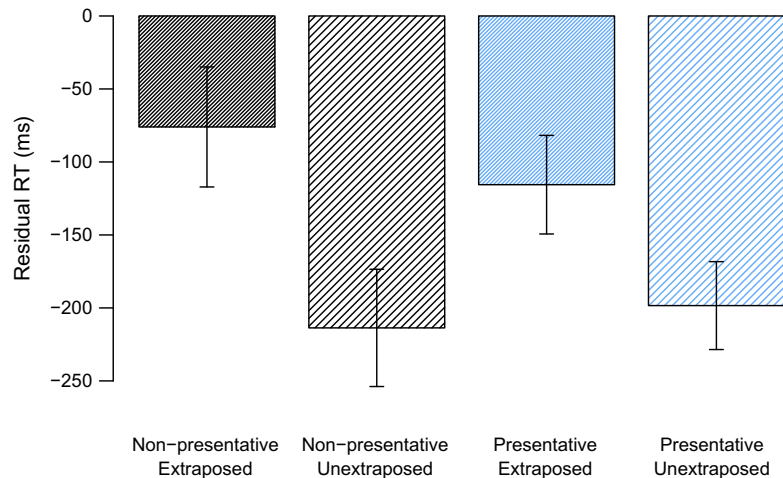 0
−50
−100
−150
−200
−250
Residual RT (ms)
Non−presentative
Extraposed
Non−presentative
Unextraposed
Presentative
Extraposed
Presentative
Unextraposed